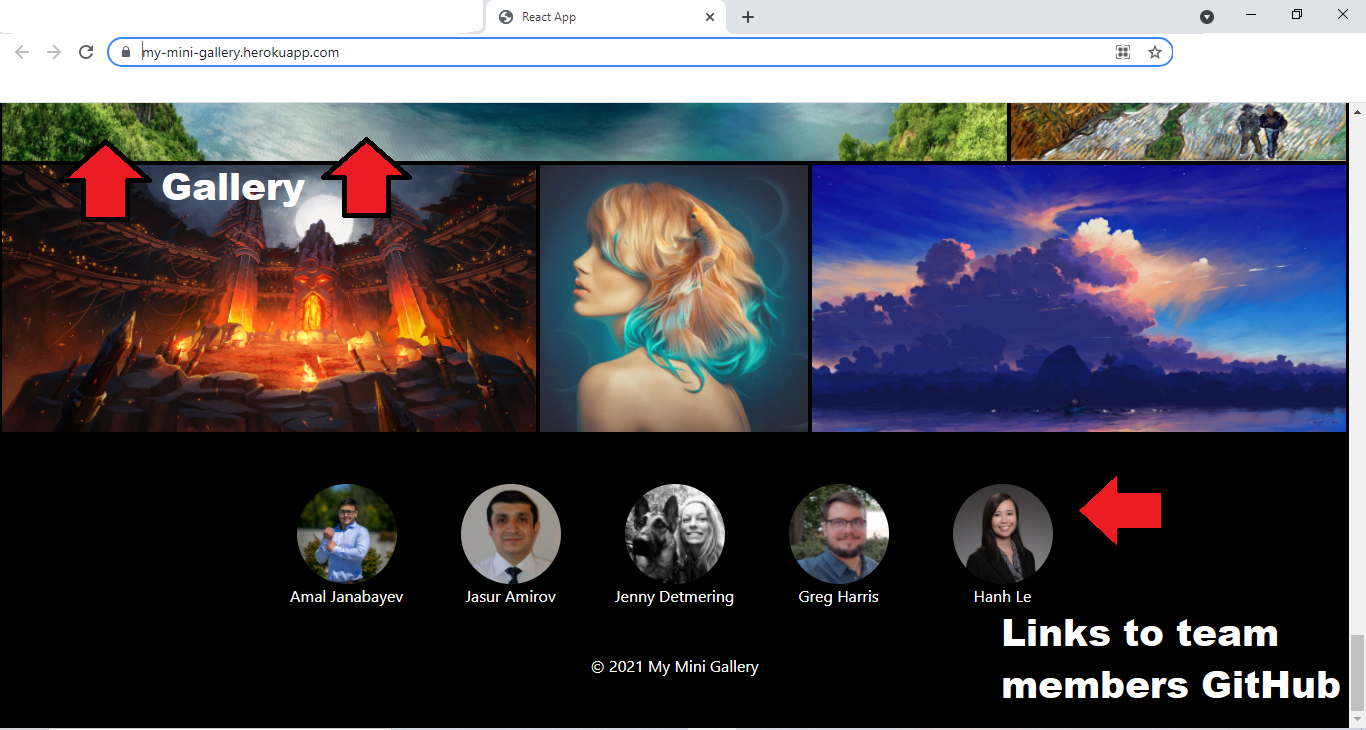 React App
my-mini-gallery.herokuapp.com
Gallery
Amal Janabayev
Jasur Amirov
Jenny Detmering
Greg Harris
Hanh Le
Links to team
members GitHub
© 2021 My Mini Gallery